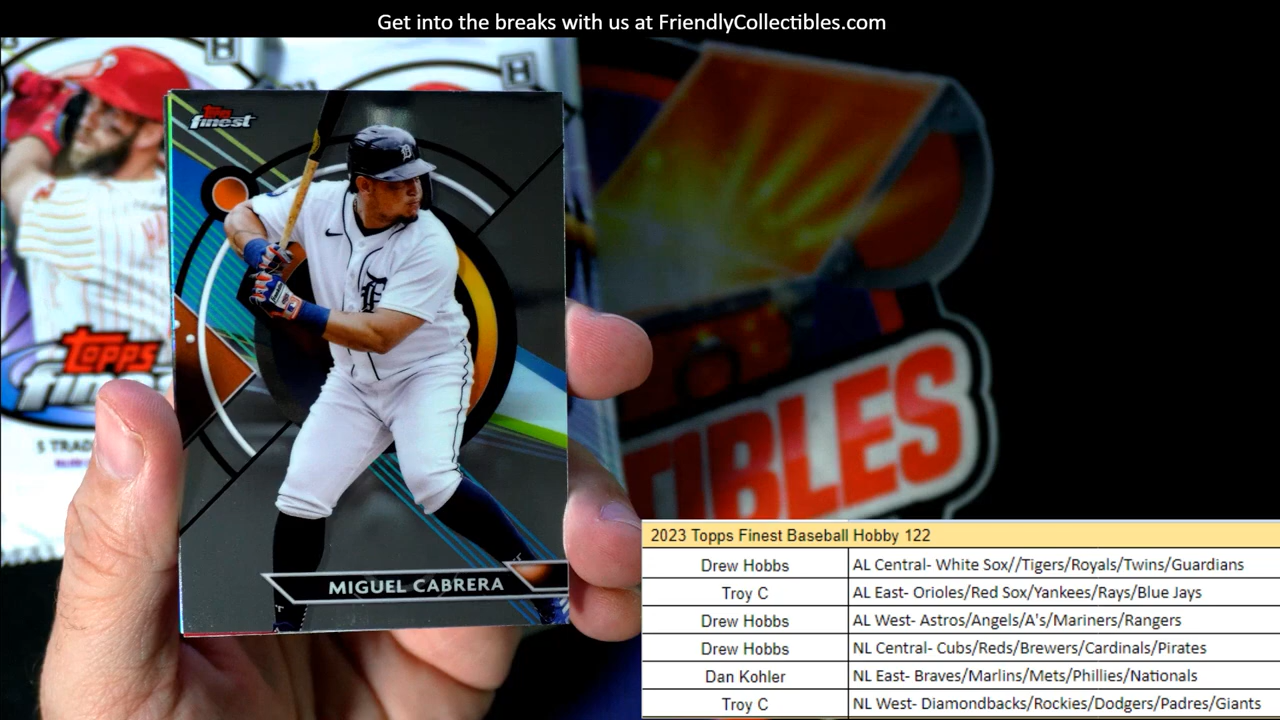 Get into the breaks with us at FriendlyCollectibles.com
H
H
Topps
finest
D
MIGUEL CABRERA
TOPPS
5 TRAD
TIBLES
2023 Topps Finest Baseball Hobby 122
Drew Hobbs AL Central- White Sox//Tigers/Royals/Twins/Guardians
Troy C AL East- Orioles/Red Sox/Yankees/Rays/Blue Jays
Drew Hobbs AL West- Astros/Angels/A's/Mariners/Rangers
Drew Hobbs NL Central- Cubs/Reds/Brewers/Cardinals/Pirates
Dan Kohler NL East- Braves/Marlins/Mets/Phillies/Nationals
Troy C NL West- Diamondbacks/Rockies/Dodgers/Padres/Giants